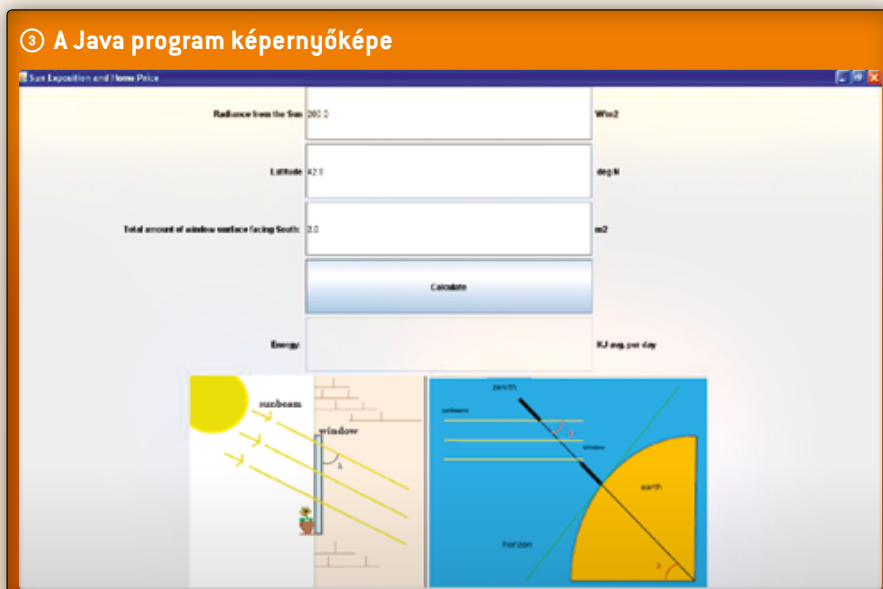 ③ A Java program képernyőképe
Sun Exposition and Home Price
Radiance from the Sun 200.0 W/m2
Latitude 42.0 deg N
Total amount of window surface facing South: 2.0 m2
Calculate
Energy: KJ avg. per day
sunbeam
window
λ
zenith
sunbeams
λ
window
earth
horizon
λ